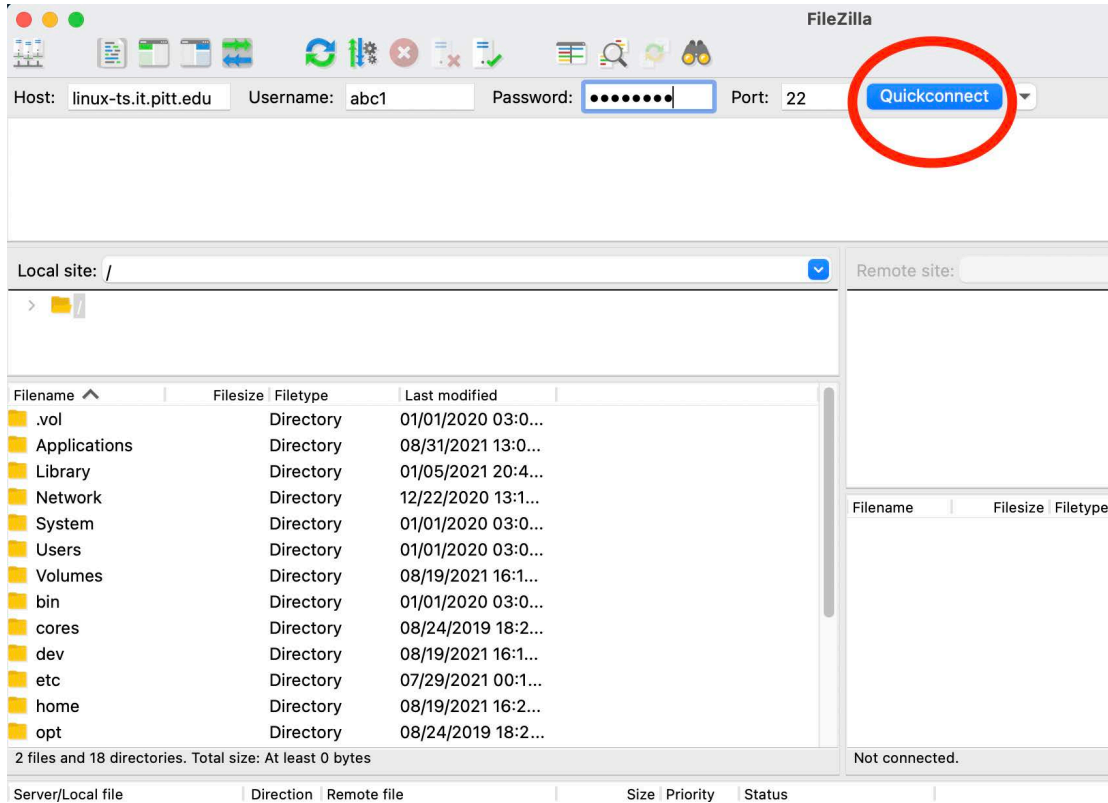 FileZilla
Host: linux-ts.it.pitt.edu Username: abc1 Password: •••••••• Port: 22 Quickconnect
Local site: / Remote site:
/
Filename Filesize Filetype Last modified
.vol Directory 01/01/2020 03:0...
Applications Directory 08/31/2021 13:0...
Library Directory 01/05/2021 20:4...
Network Directory 12/22/2020 13:1...
Filename Filesize Filetype
System Directory 01/01/2020 03:0...
Users Directory 01/01/2020 03:0...
Volumes Directory 08/19/2021 16:1...
bin Directory 01/01/2020 03:0...
cores Directory 08/24/2019 18:2...
dev Directory 08/19/2021 16:1...
etc Directory 07/29/2021 00:1...
home Directory 08/19/2021 16:2...
opt Directory 08/24/2019 18:2...
2 files and 18 directories. Total size: At least 0 bytes Not connected.
Server/Local file Direction Remote file Size Priority Status